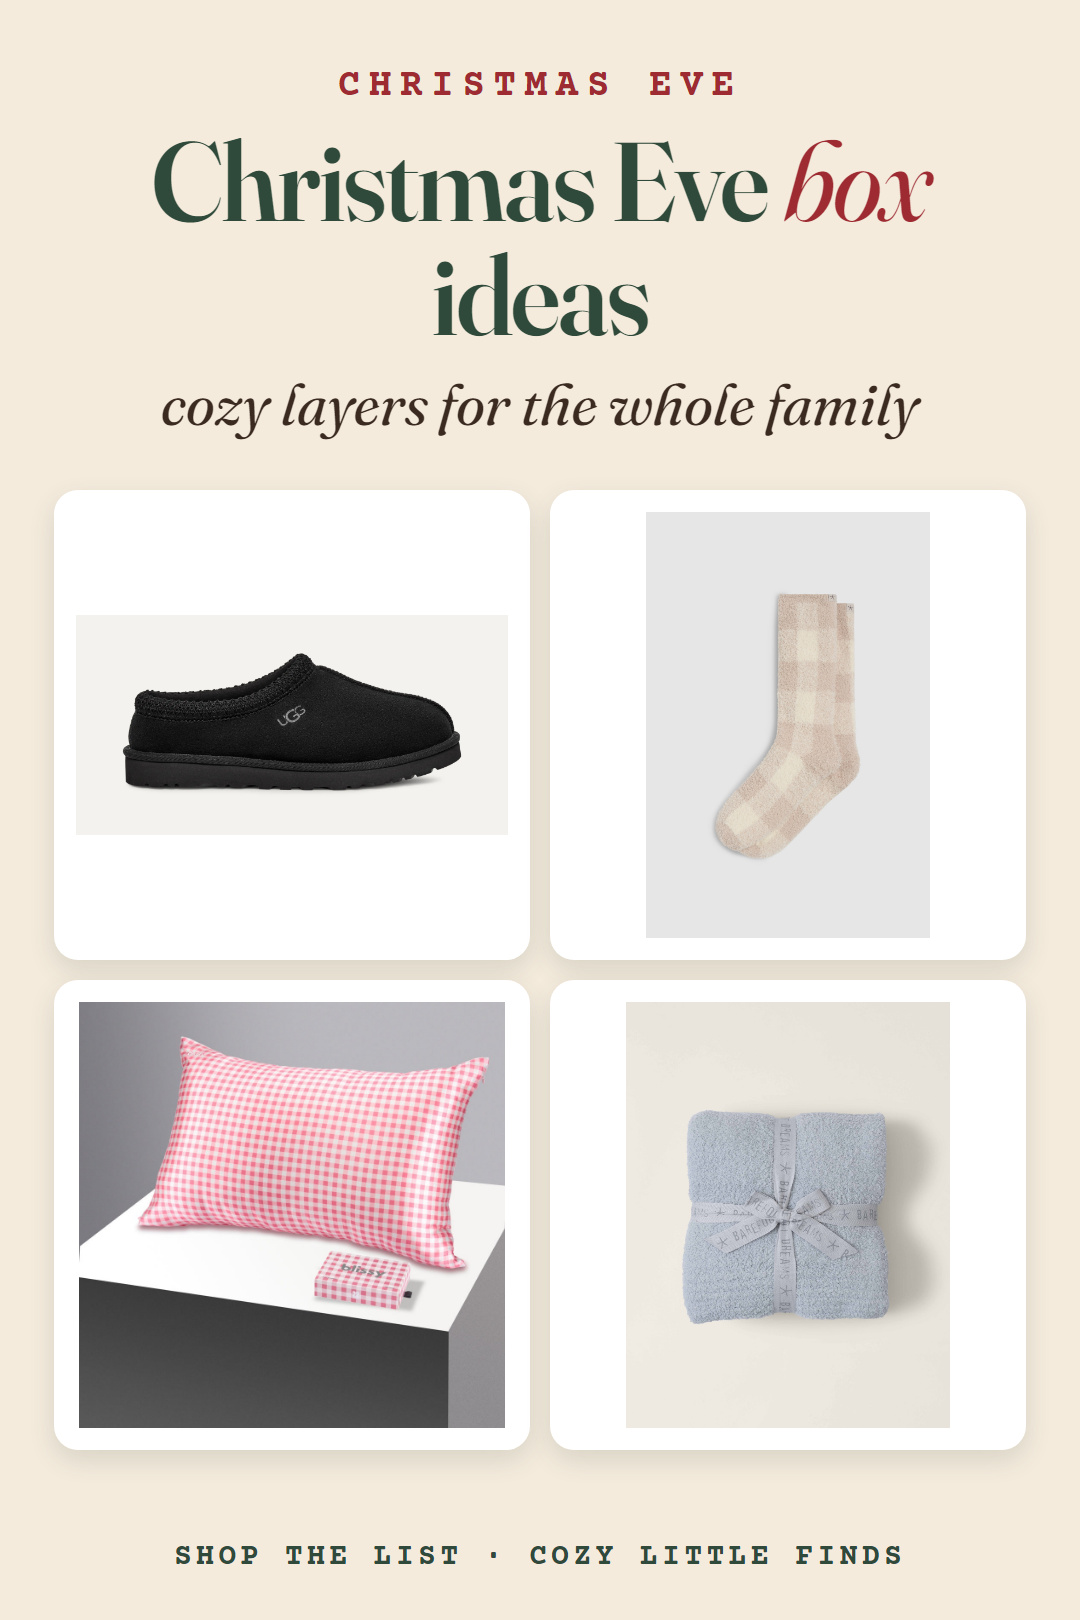 CHRISTMAS EVE
Christmas Eve box
ideas
cozy layers for the whole family
UGG
SHOP THE LIST · COZY LITTLE FINDS